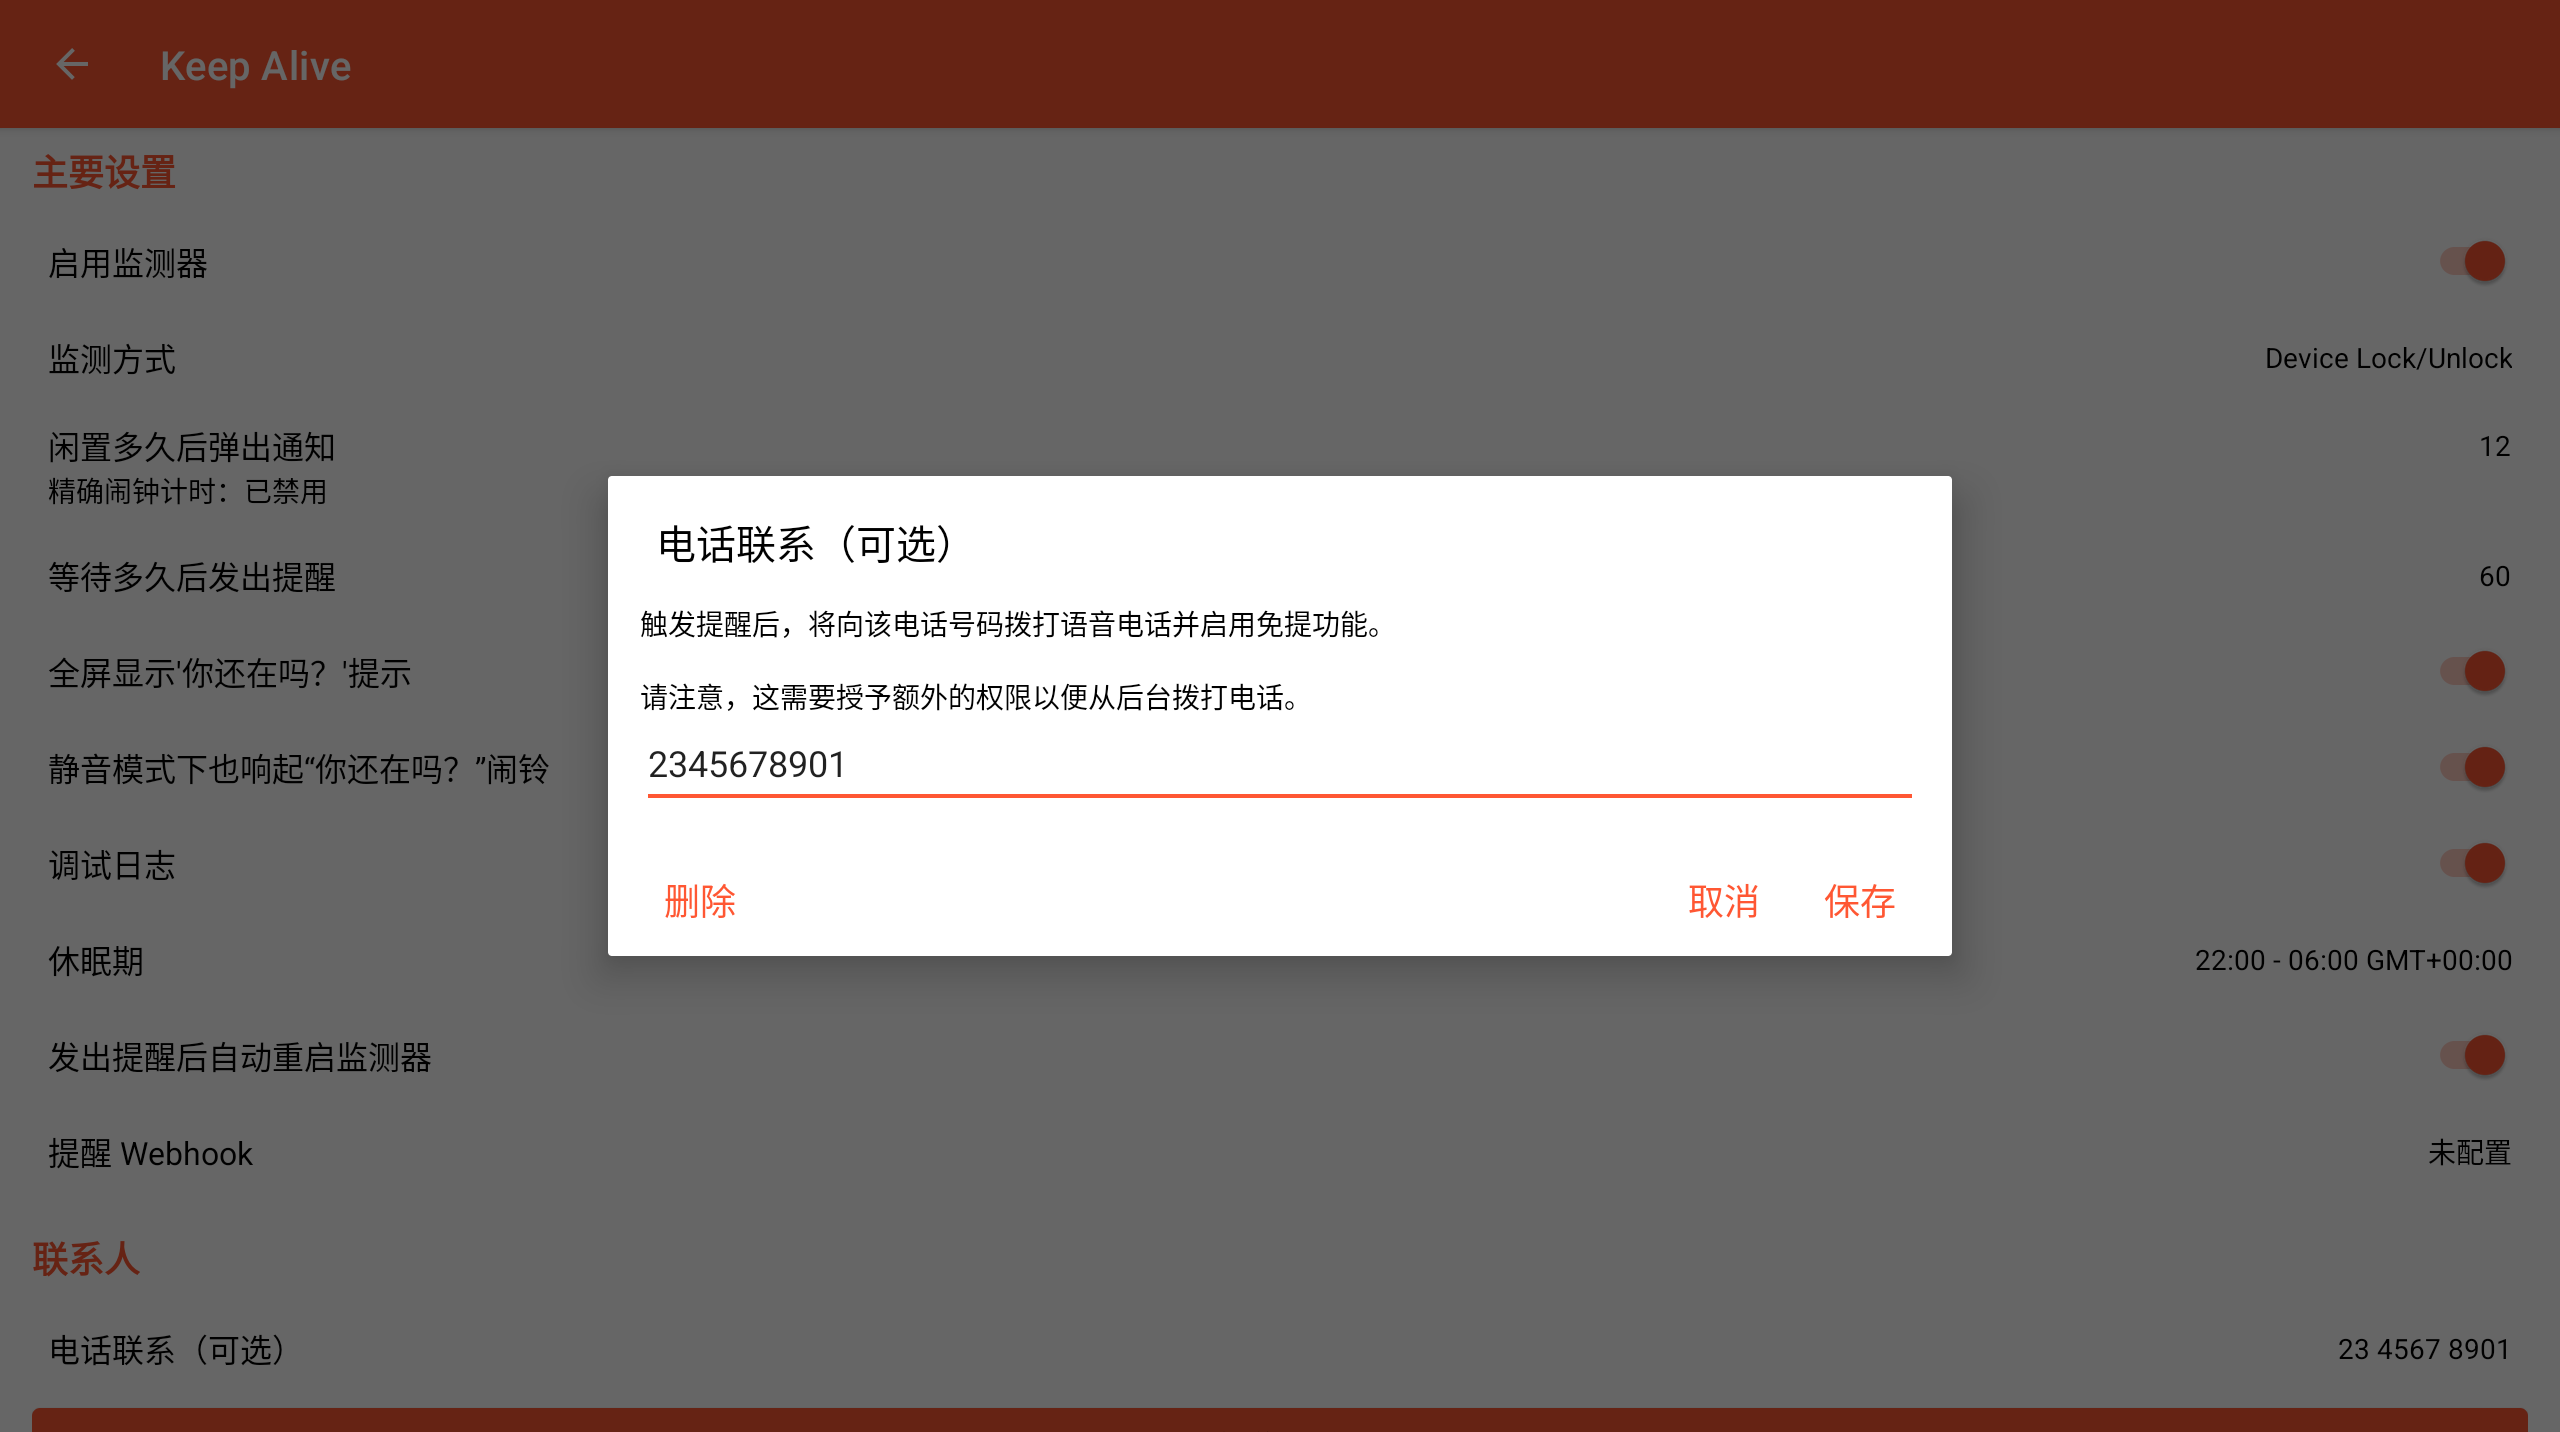 Keep Alive
主要设置
启用监测器
监测方式
Device Lock/Unlock
闲置多久后弹出通知
12
精确闹钟计时：已禁用
等待多久后发出提醒
60
全屏显示'你还在吗？'提示
静音模式下也响起“你还在吗？”闹铃
调试日志
休眠期
22:00 - 06:00 GMT+00:00
发出提醒后自动重启监测器
提醒 Webhook
未配置
联系人
电话联系（可选）
23 4567 8901
电话联系（可选）
触发提醒后，将向该电话号码拨打语音电话并启用免提功能。
请注意，这需要授予额外的权限以便从后台拨打电话。
2345678901
删除
取消
保存